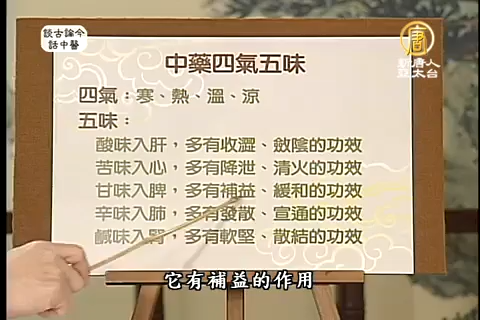 談古論今
話中醫
新唐人
亞太台
中藥四氣五味
四氣：寒、熱、溫、涼
五味：
酸味入肝，多有收澀、斂陰的功效
苦味入心，多有降泄、清火的功效
甘味入脾，多有補益、緩和的功效
辛味入肺，多有發散、宣通的功效
鹹味入腎，多有軟堅、散結的功效
它有補益的作用